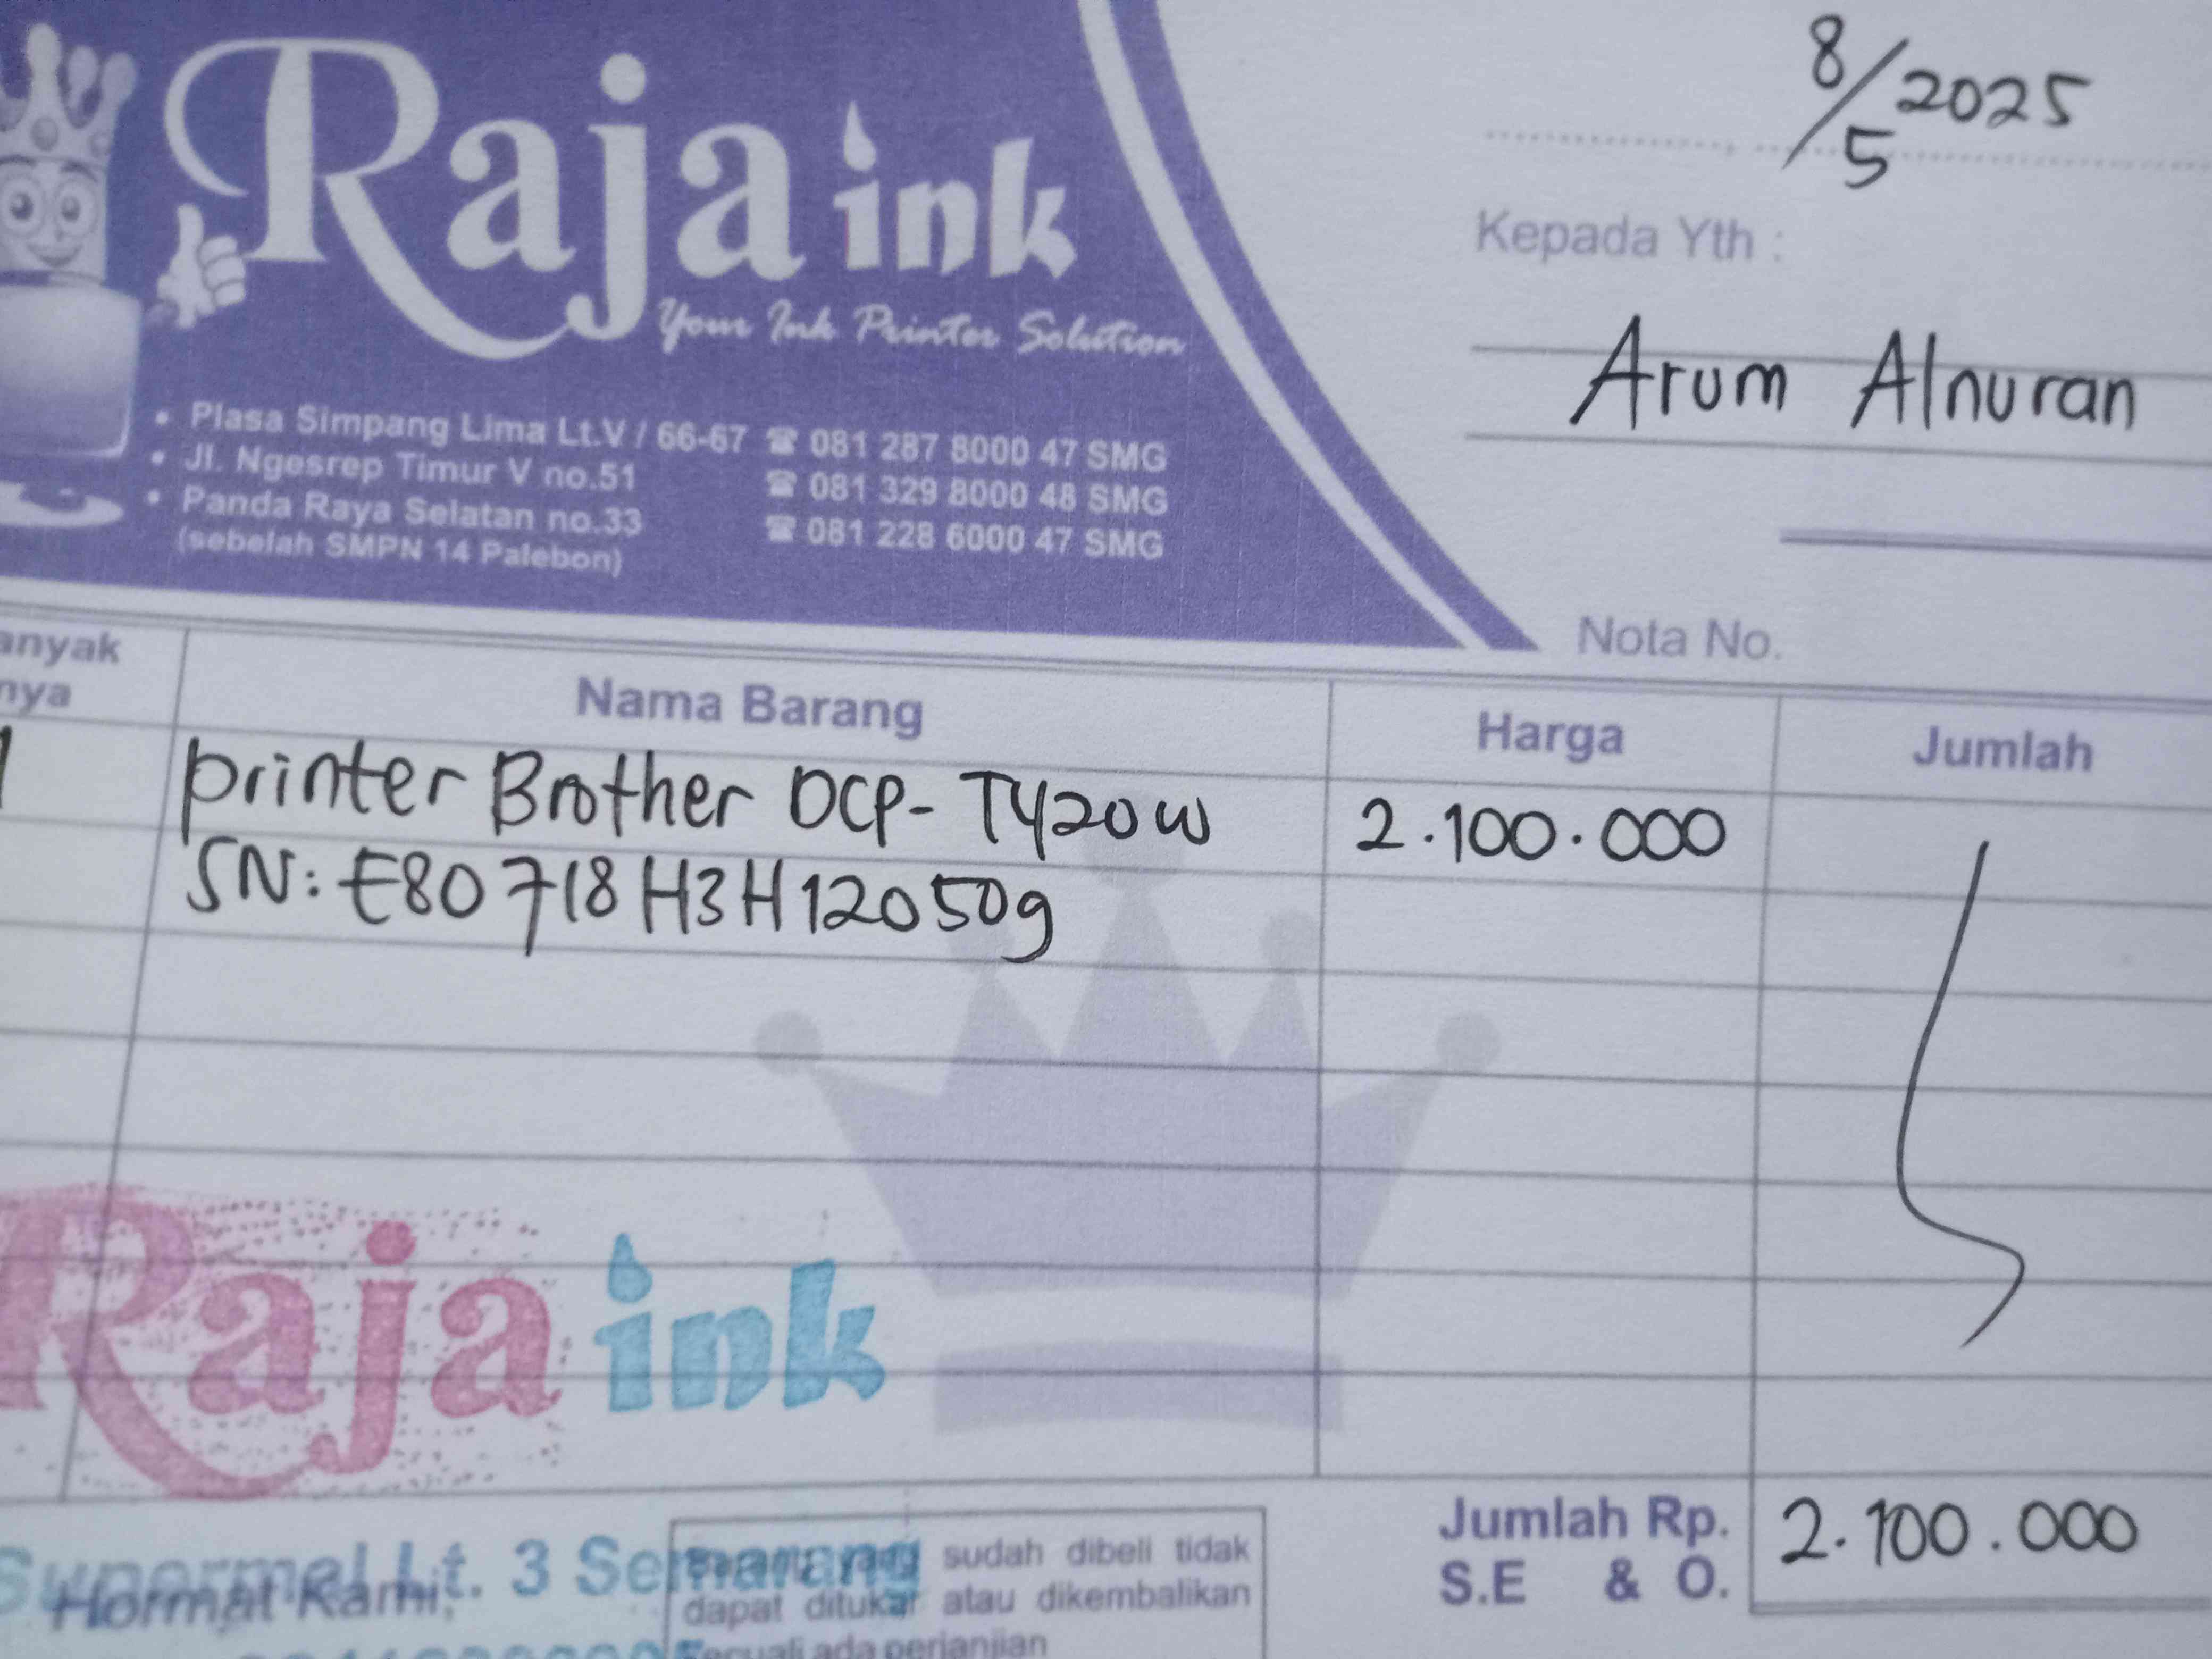 Raja ink
Your Ink Printer Solution
• Plasa Simpang Lima Lt.V / 66-67 ☎ 081 287 8000 47 SMG
• Jl. Ngesrep Timur V no.51 ☎ 081 329 8000 48 SMG
• Panda Raya Selatan no.33 ☎ 081 228 6000 47 SMG
(sebelah SMPN 14 Palebon)
8/5 2025
Kepada Yth :
Arum Alnuran
Nota No.
anyak
nya
Nama Barang
Harga
Jumlah
1 printer Brother DCP- T420W 2.100.000
SN: E80718H3H12050g
Raja ink
Supermal Lt. 3 Semarang
Hormat Kami,
yang sudah dibeli tidak
dapat ditukar atau dikembalikan
perjanjian
Jumlah Rp. 2.100.000
S.E & O.